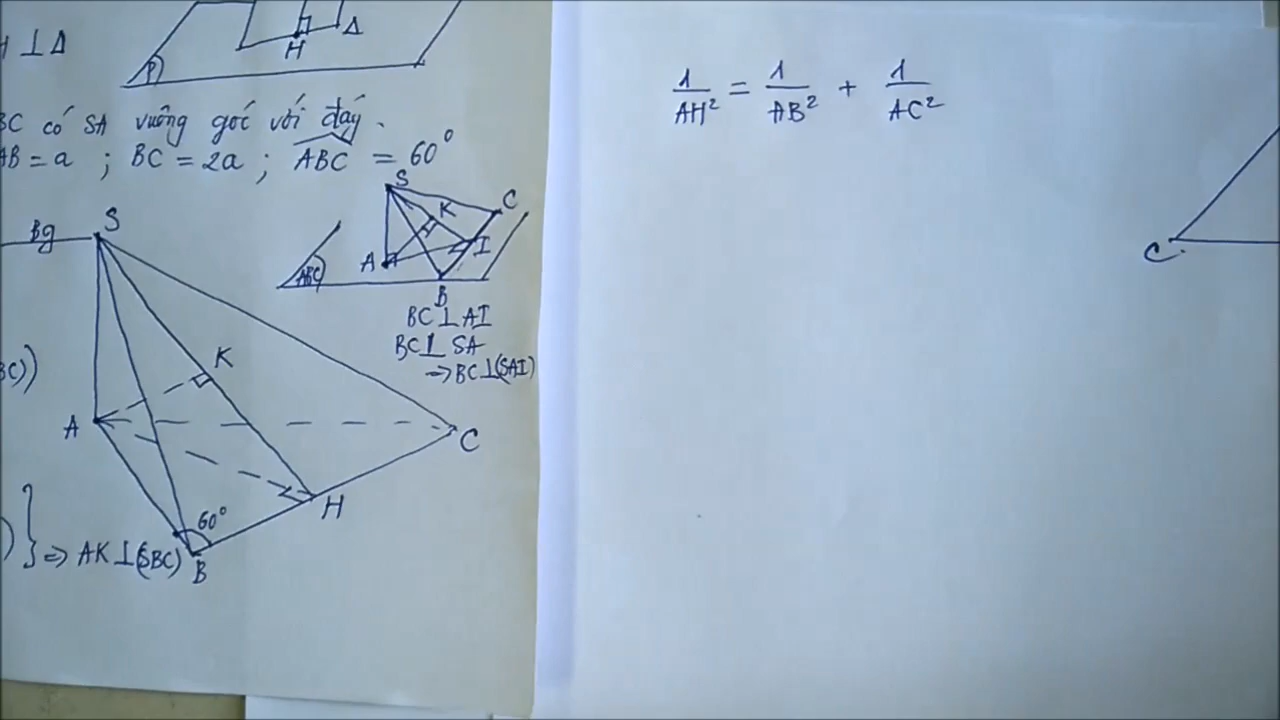 H ⊥ Δ
P
H
Δ
BC có SA vuông góc với đáy.
AB = a ; BC = 2a ; ABC = 60°
Bg
S
S
K
C
A
I
ABC
B
BC ⊥ AI
BC ⊥ SA
=> BC ⊥ (SAI)
BC))
K
A
C
H
60°
} => AK ⊥ (SBC)
B
1/AH² = 1/AB² + 1/AC²
C